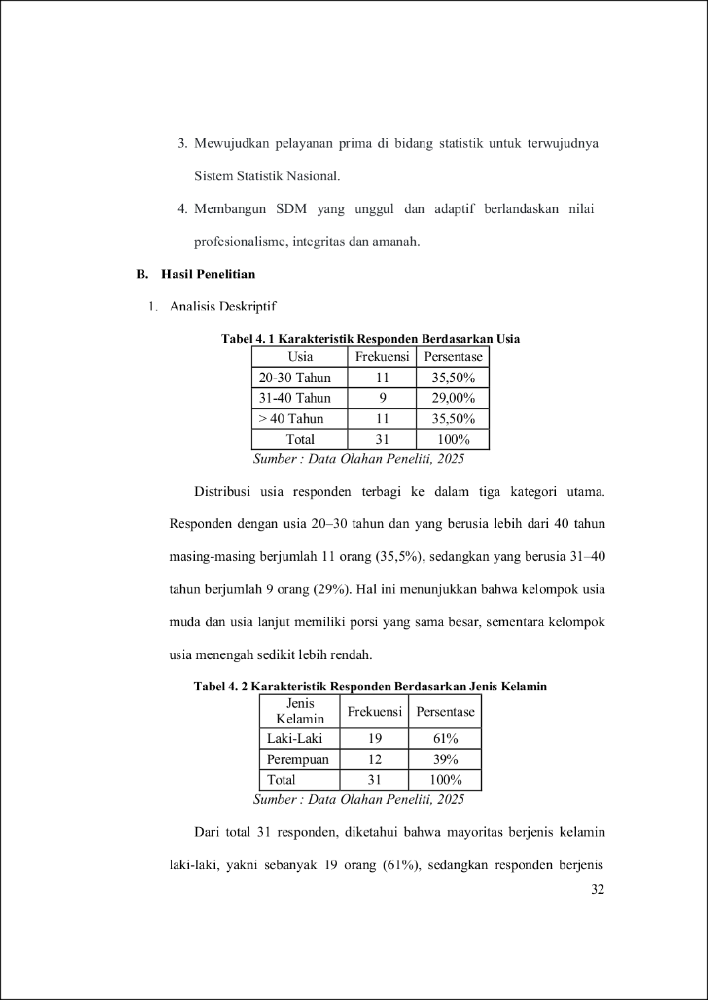 3. Mewujudkan pelayanan prima di bidang statistik untuk terwujudnya
Sistem Statistik Nasional.
4. Membangun SDM yang unggul dan adaptif berlandaskan nilai
profesionalisme, integritas dan amanah.
B. Hasil Penelitian
1. Analisis Deskriptif
Tabel 4. 1 Karakteristik Responden Berdasarkan Usia
Usia Frekuensi Persentase
20-30 Tahun 11 35,50%
31-40 Tahun 9 29,00%
> 40 Tahun 11 35,50%
Total 31 100%
Sumber : Data Olahan Peneliti, 2025
Distribusi usia responden terbagi ke dalam tiga kategori utama.
Responden dengan usia 20–30 tahun dan yang berusia lebih dari 40 tahun
masing-masing berjumlah 11 orang (35,5%), sedangkan yang berusia 31–40
tahun berjumlah 9 orang (29%). Hal ini menunjukkan bahwa kelompok usia
muda dan usia lanjut memiliki porsi yang sama besar, sementara kelompok
usia menengah sedikit lebih rendah.
Tabel 4. 2 Karakteristik Responden Berdasarkan Jenis Kelamin
Jenis
Kelamin Frekuensi Persentase
Laki-Laki 19 61%
Perempuan 12 39%
Total 31 100%
Sumber : Data Olahan Peneliti, 2025
Dari total 31 responden, diketahui bahwa mayoritas berjenis kelamin
laki-laki, yakni sebanyak 19 orang (61%), sedangkan responden berjenis
32